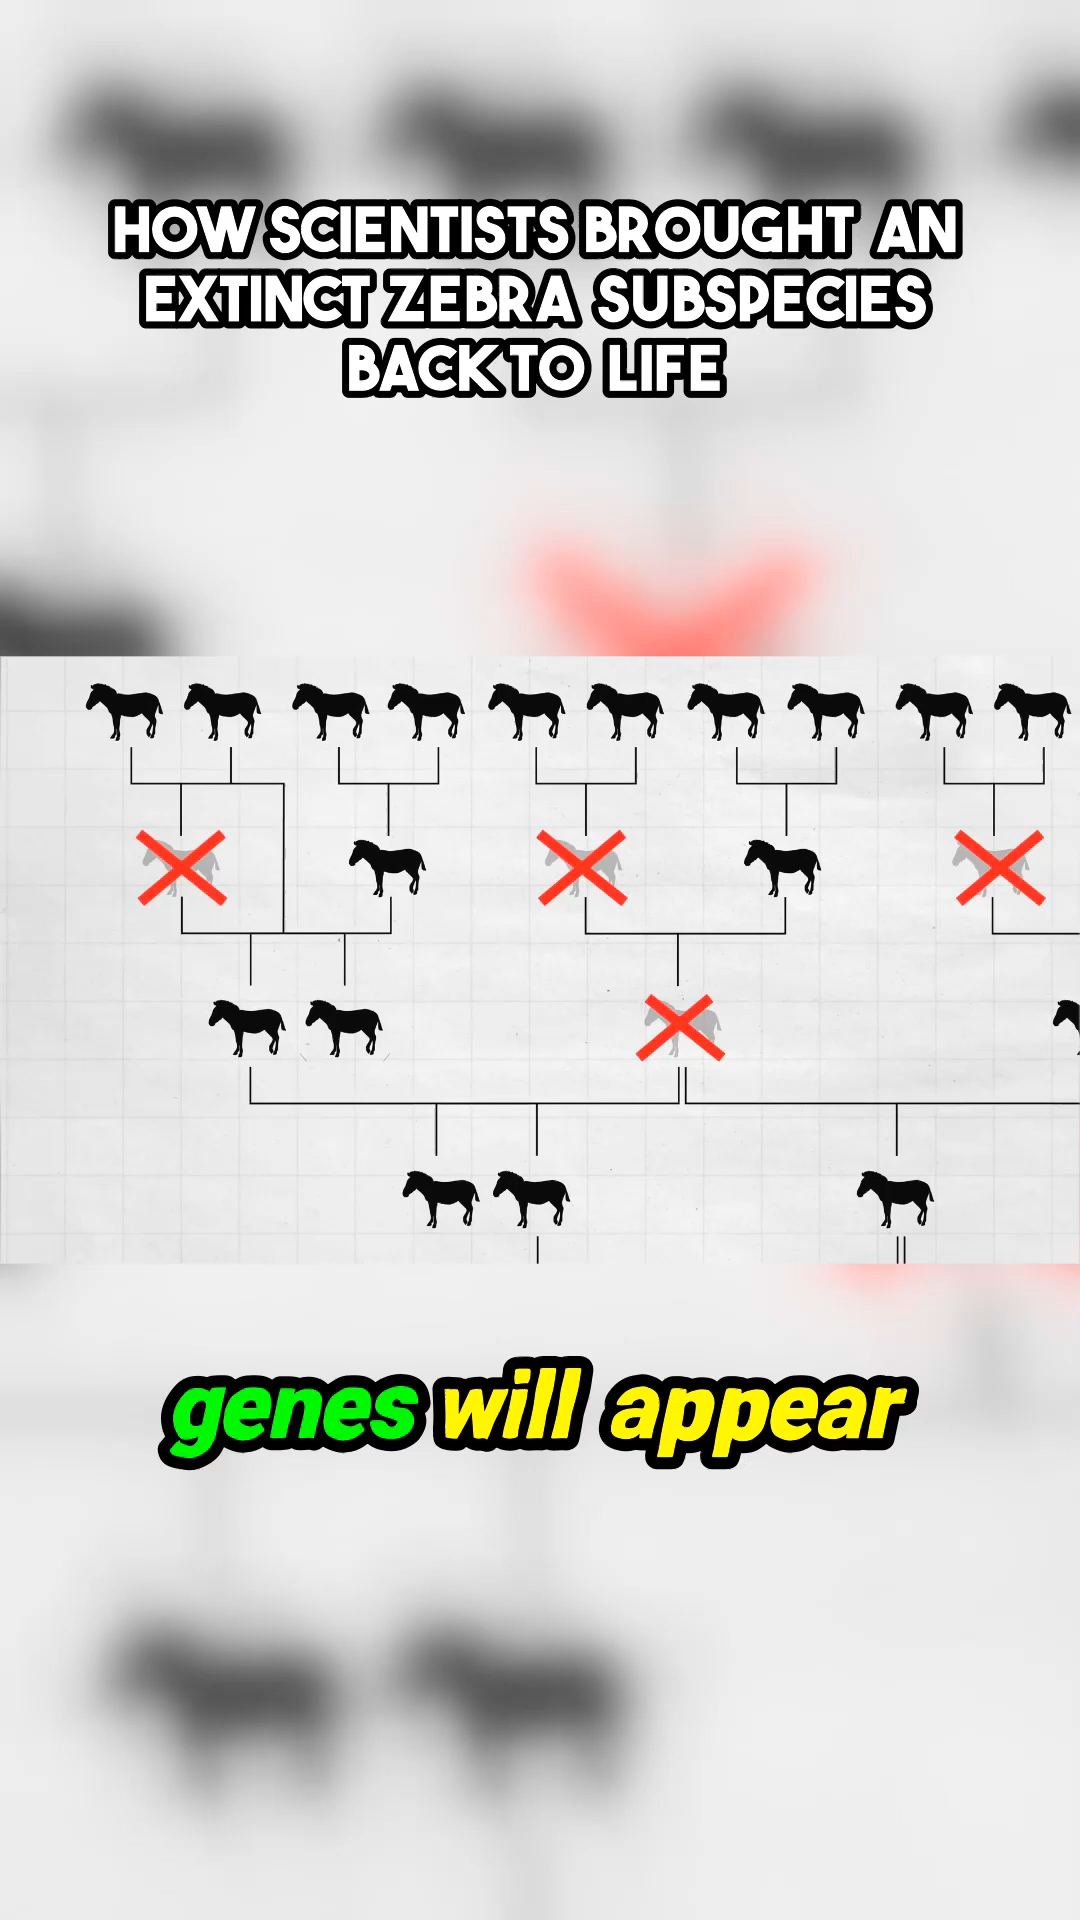 HOW SCIENTISTS BROUGHT AN
EXTINCT ZEBRA SUBSPECIES
BACK TO LIFE
genes will appear